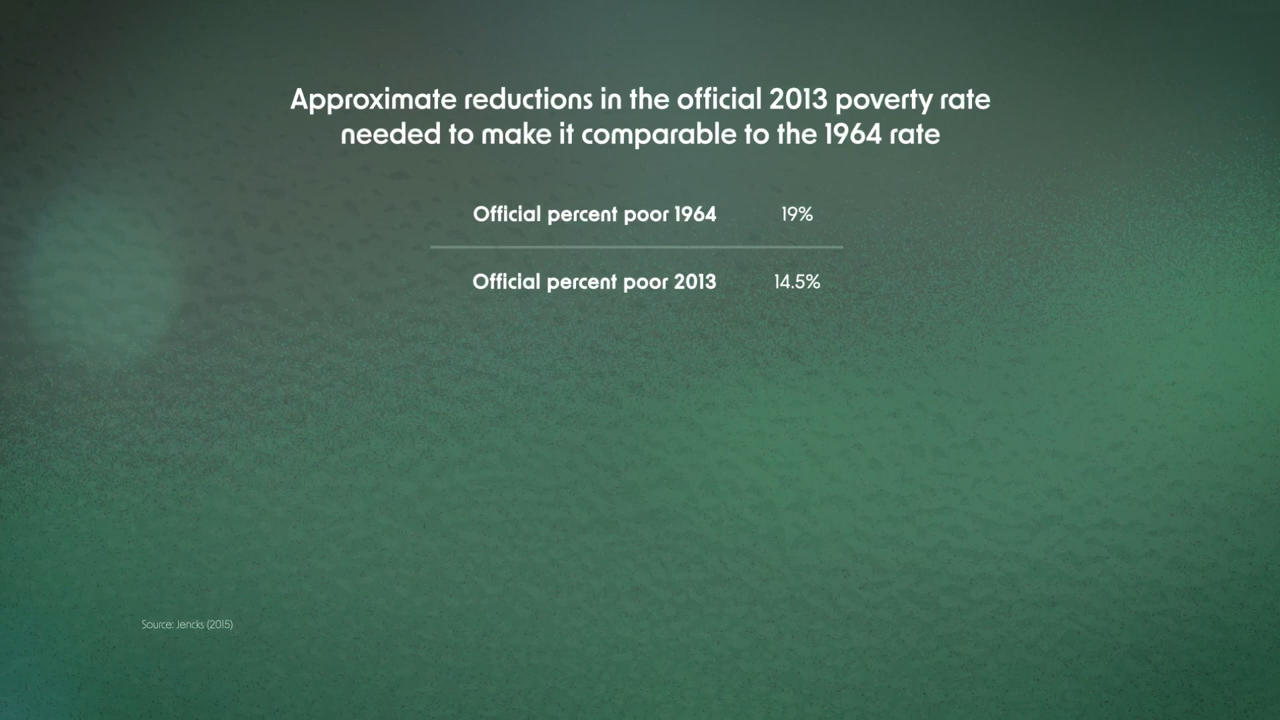 Approximate reductions in the official 2013 poverty rate
needed to make it comparable to the 1964 rate
Official percent poor 1964 19%
Official percent poor 2013 14.5%
Source: Jencks (2015)